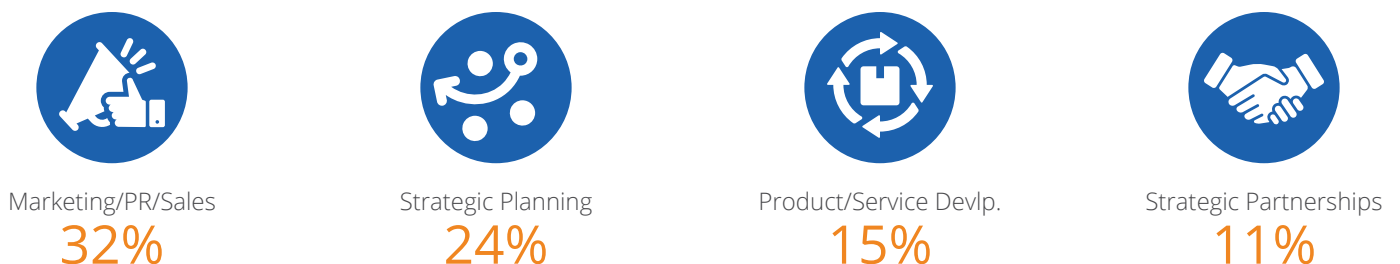 Marketing/PR/Sales
32%
Strategic Planning
24%
Product/Service Devlp.
15%
Strategic Partnerships
11%